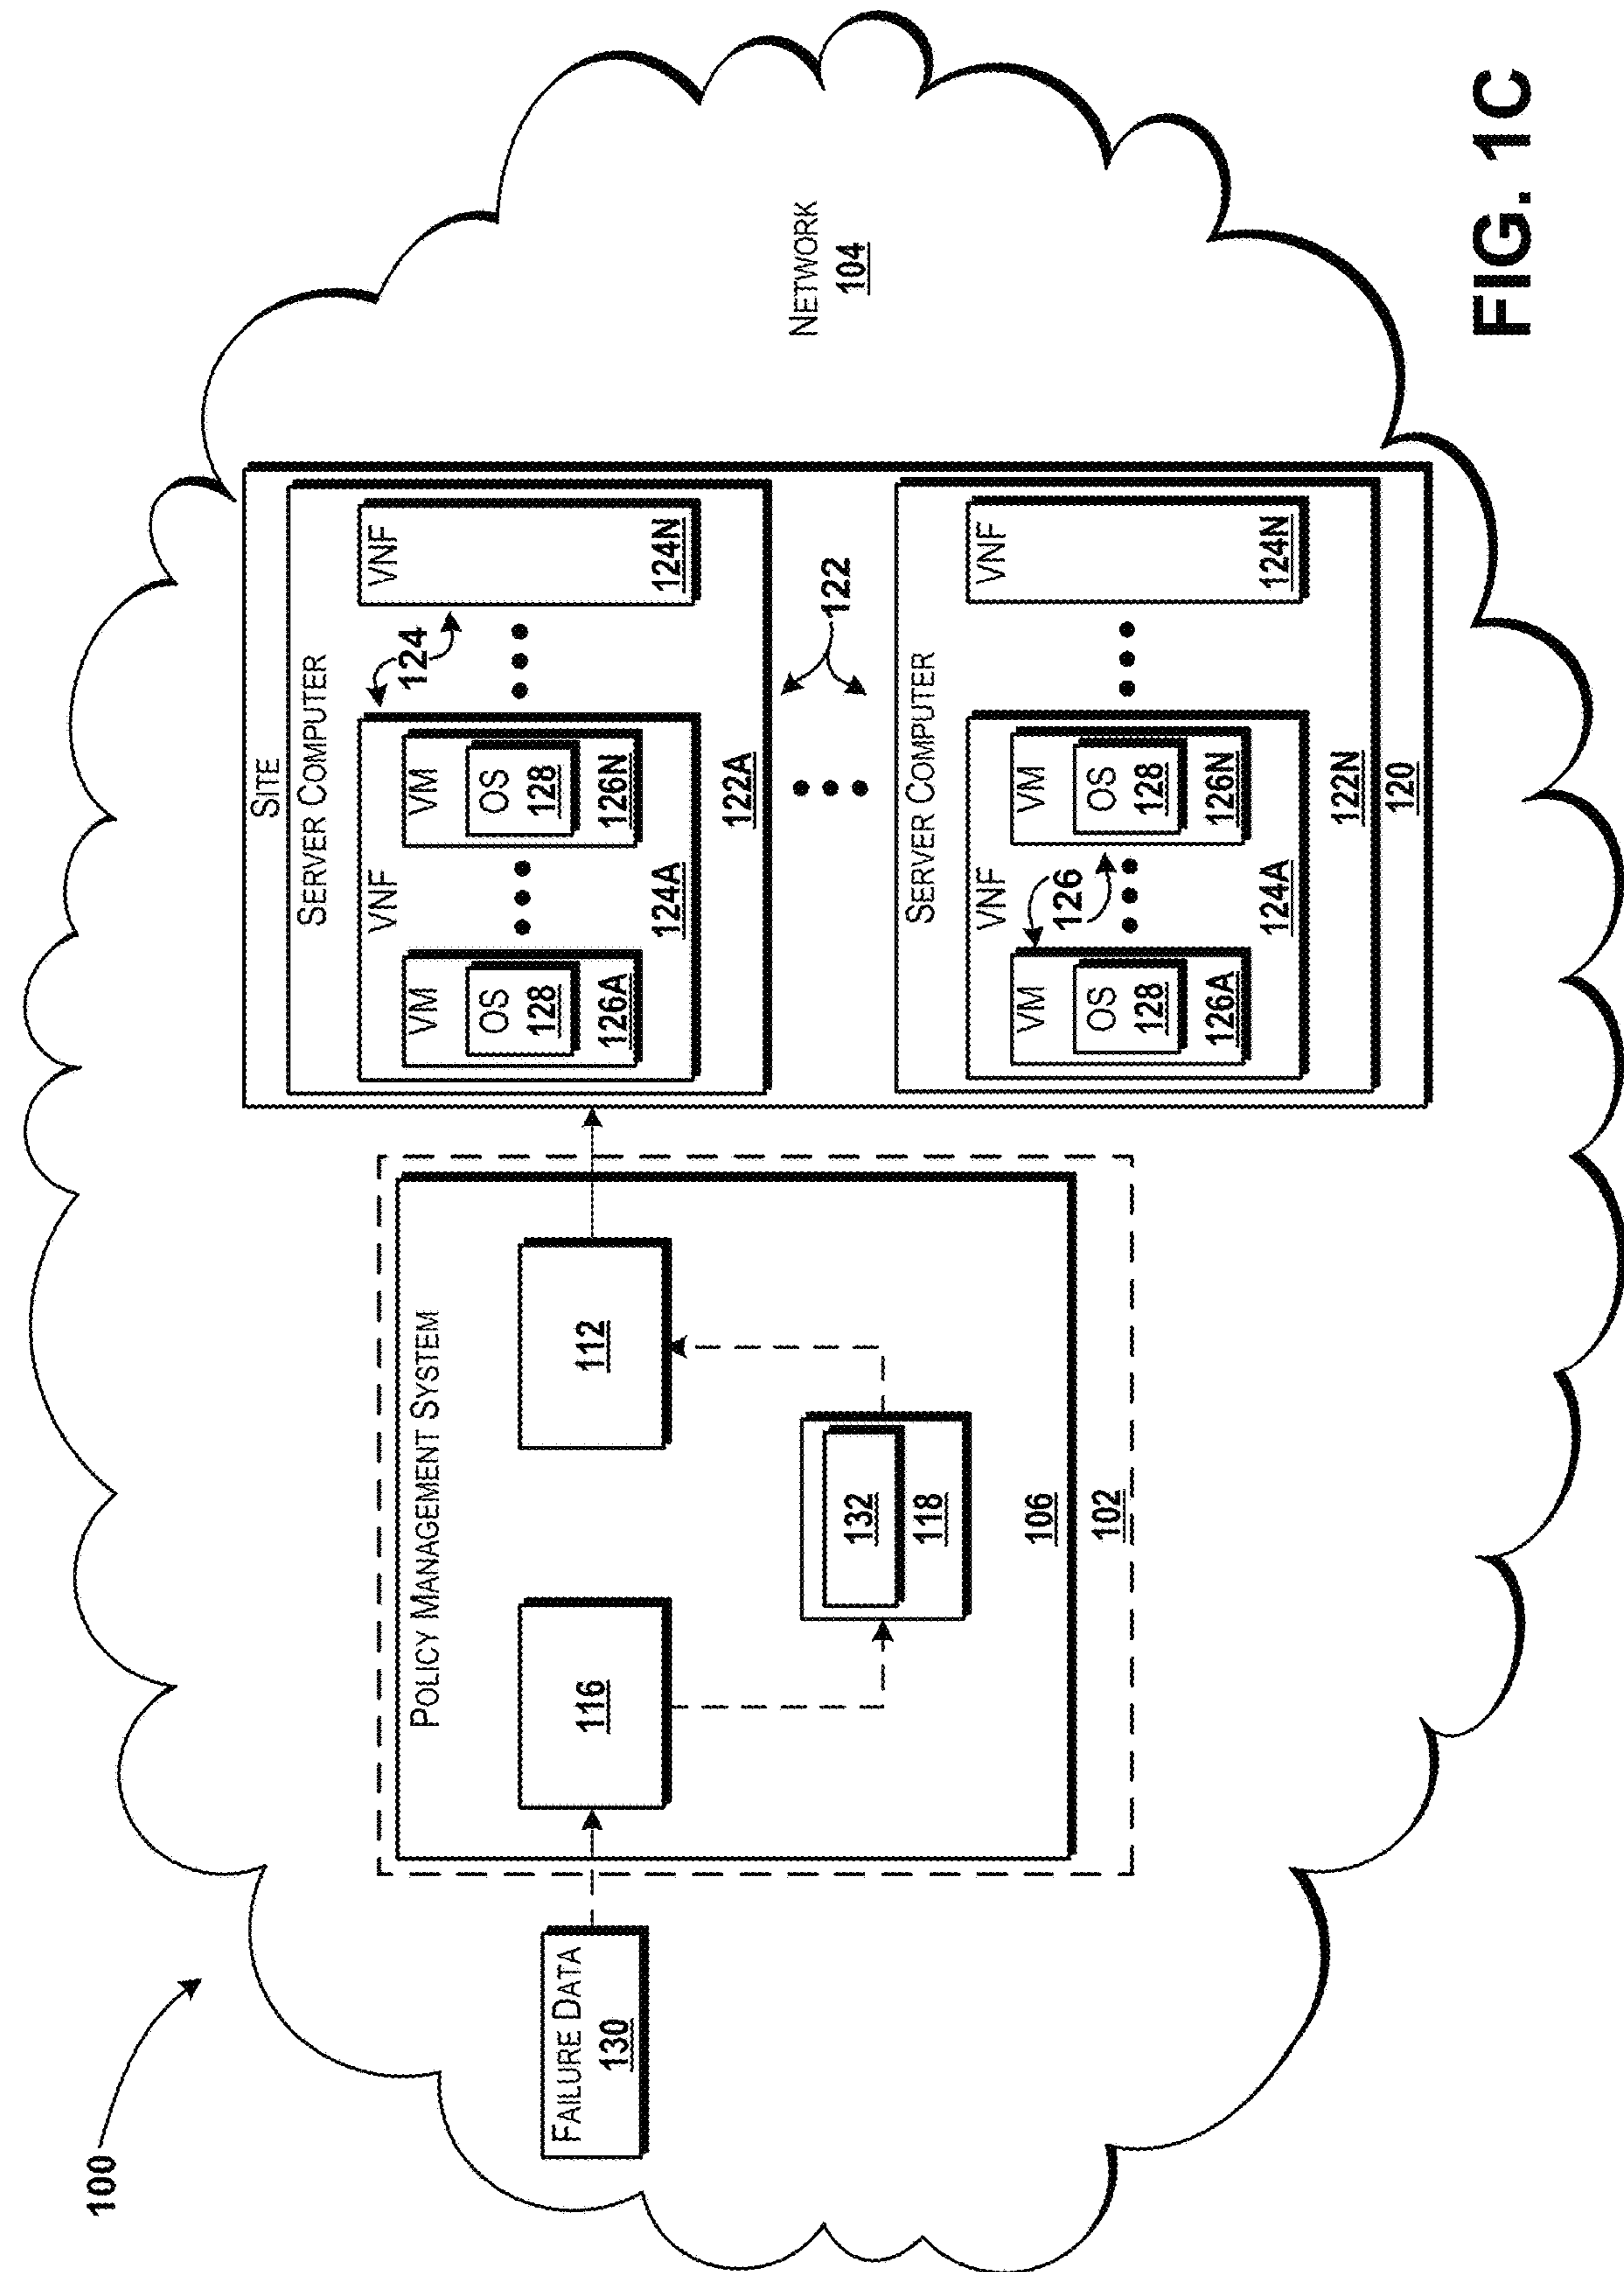 100
NETWORK
104
FAILURE DATA
130
POLICY MANAGEMENT SYSTEM
116
112
132
118
106
102
SITE
SERVER COMPUTER
VNF
VM
OS
128
126A
VM
OS
128
126N
124A
124
VNF
124N
122A
122
SERVER COMPUTER
VNF
VM
OS
128
126A
126
VM
OS
128
126N
124A
VNF
124N
122N
120
FIG. 1C